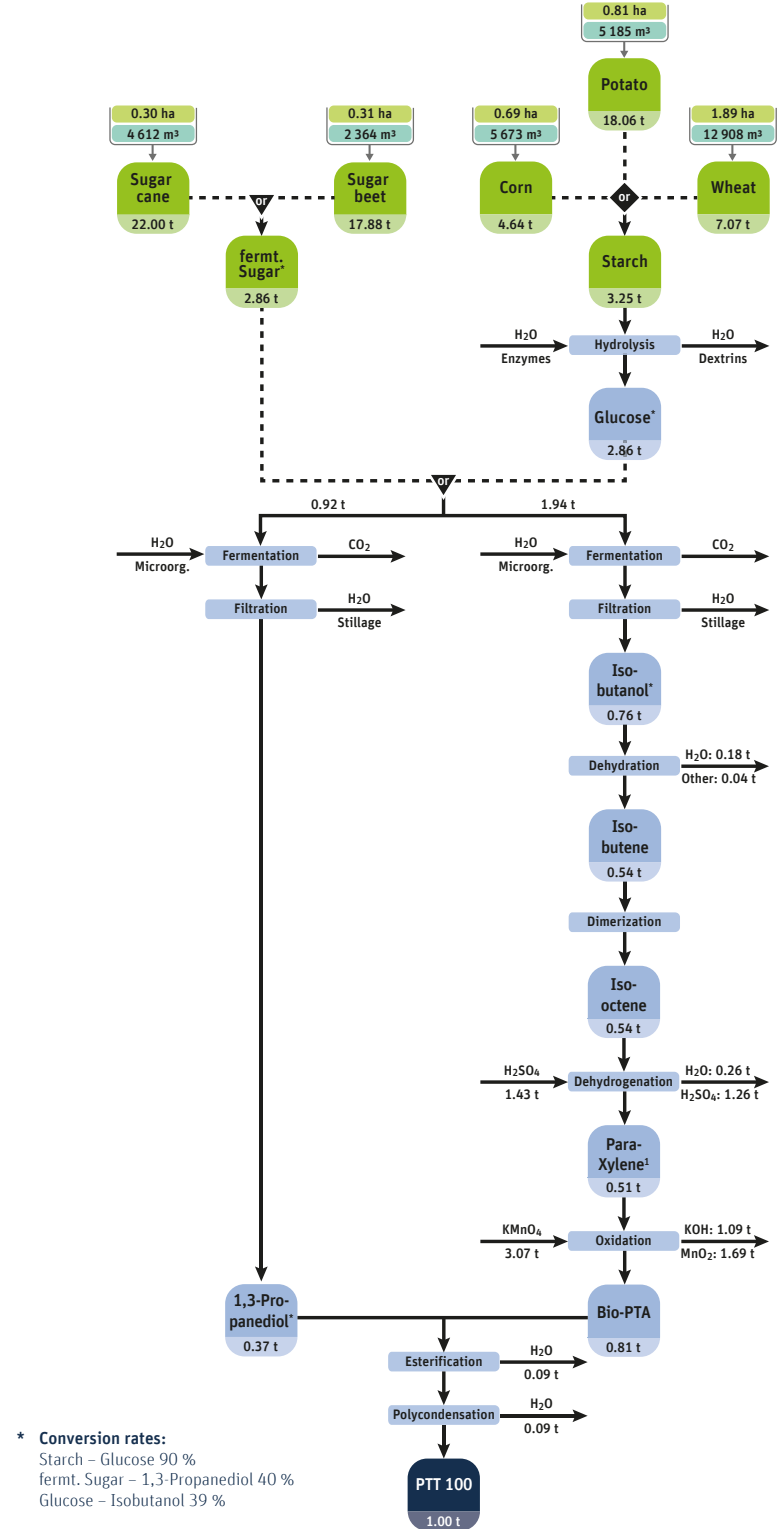 0.81 ha
5 185 m³
Potato
18.06 t
0.30 ha
4 612 m³
0.31 ha
2 364 m³
0.69 ha
5 673 m³
1.89 ha
12 908 m³
Sugar
cane
22.00 t
or
Sugar
beet
17.88 t
Corn
4.64 t
or
Wheat
7.07 t
fermt.
Sugar*
2.86 t
Starch
3.25 t
H₂O
Enzymes
Hydrolysis
H₂O
Dextrins
Glucose*
2.86 t
or
0.92 t
1.94 t
H₂O
Microorg.
Fermentation
CO₂
H₂O
Microorg.
Fermentation
CO₂
Filtration
H₂O
Stillage
Filtration
H₂O
Stillage
Iso-
butanol*
0.76 t
Dehydration
H₂O: 0.18 t
Other: 0.04 t
Iso-
butene
0.54 t
Dimerization
Iso-
octene
0.54 t
H₂SO₄
1.43 t
Dehydrogenation
H₂O: 0.26 t
H₂SO₄: 1.26 t
Para-
Xylene¹
0.51 t
KMnO₄
3.07 t
Oxidation
KOH: 1.09 t
MnO₂: 1.69 t
1,3-Pro-
panediol*
0.37 t
Bio-PTA
0.81 t
Esterification
H₂O
0.09 t
Polycondensation
H₂O
0.09 t
PTT 100
1.00 t
* Conversion rates:
Starch – Glucose 90 %
fermt. Sugar – 1,3-Propanediol 40 %
Glucose – Isobutanol 39 %